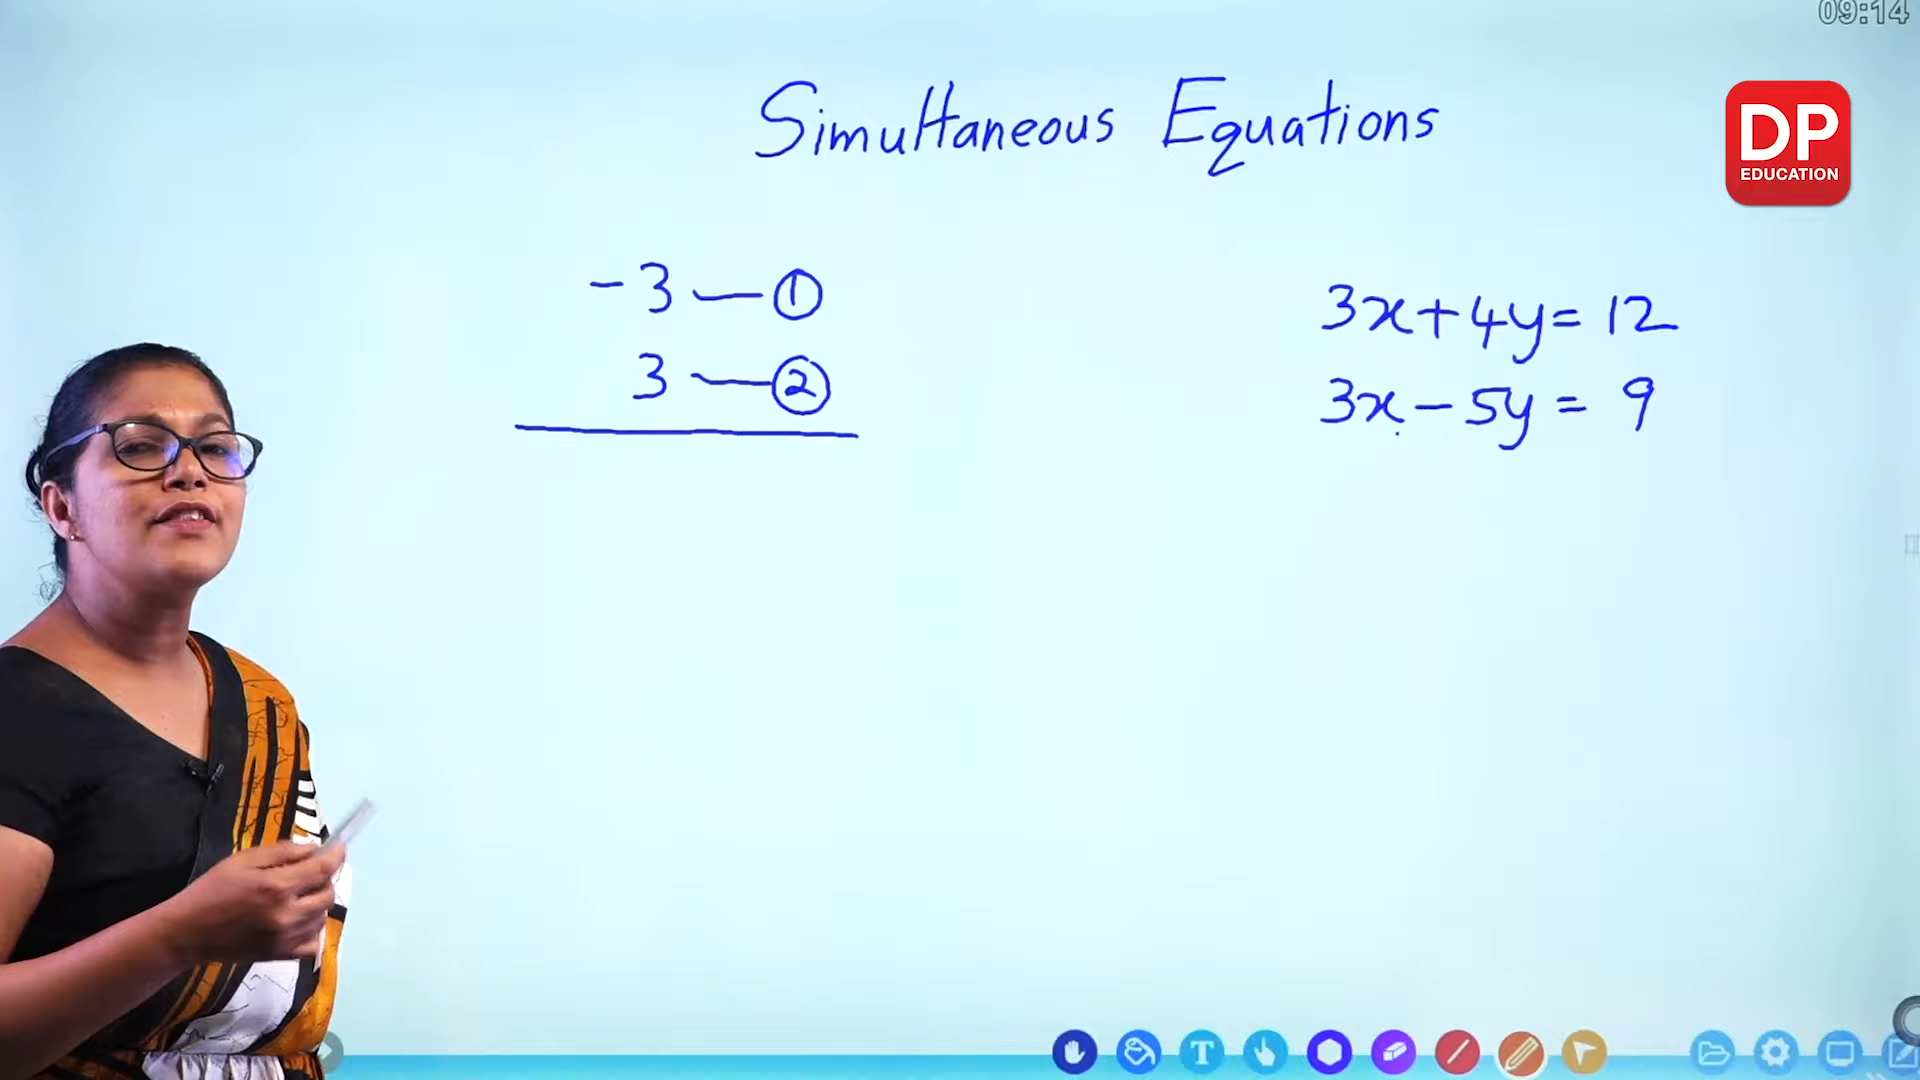 09:14
Simultaneous Equations
DP
EDUCATION
-3 — ①
3 — ②
3x+4y= 12
3x-5y = 9
T